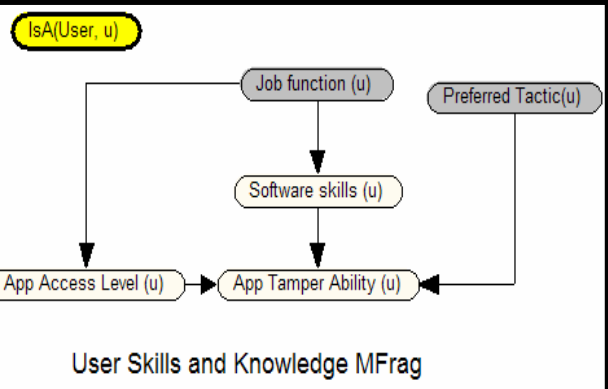 IsA(User, u)
Job function (u)
Preferred Tactic(u)
Software skills (u)
App Access Level (u)
App Tamper Ability (u)
User Skills and Knowledge MFrag